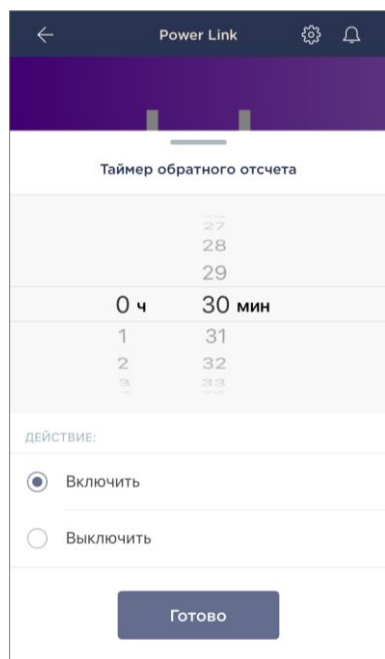 Power Link
Таймер обратного отсчета
27
28
29
0 ч 30 мин
1 31
2 32
3 33
ДЕЙСТВИЕ:
Включить
Выключить
Готово